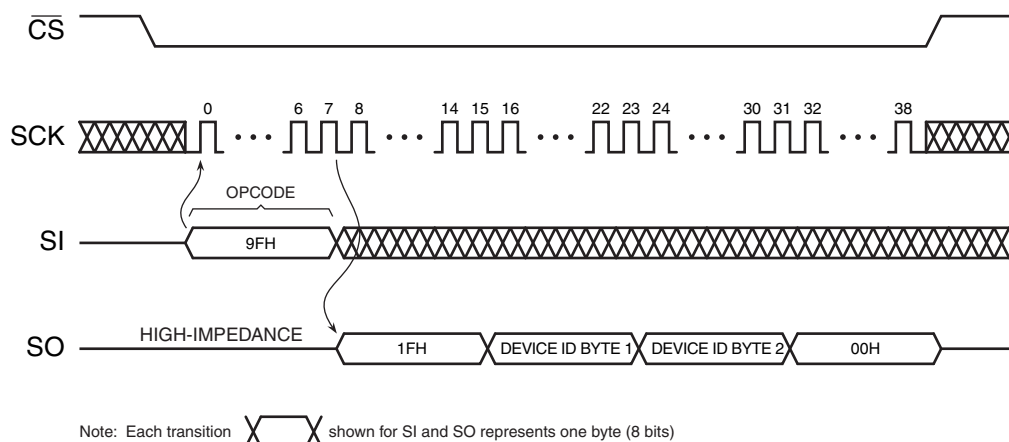 CS
0 6 7 8 14 15 16 22 23 24 30 31 32 38
SCK • • • • • • • • • • • • • • •
OPCODE
SI 9FH
HIGH-IMPEDANCE
SO 1FH DEVICE ID BYTE 1 DEVICE ID BYTE 2 00H
Note: Each transition shown for SI and SO represents one byte (8 bits)